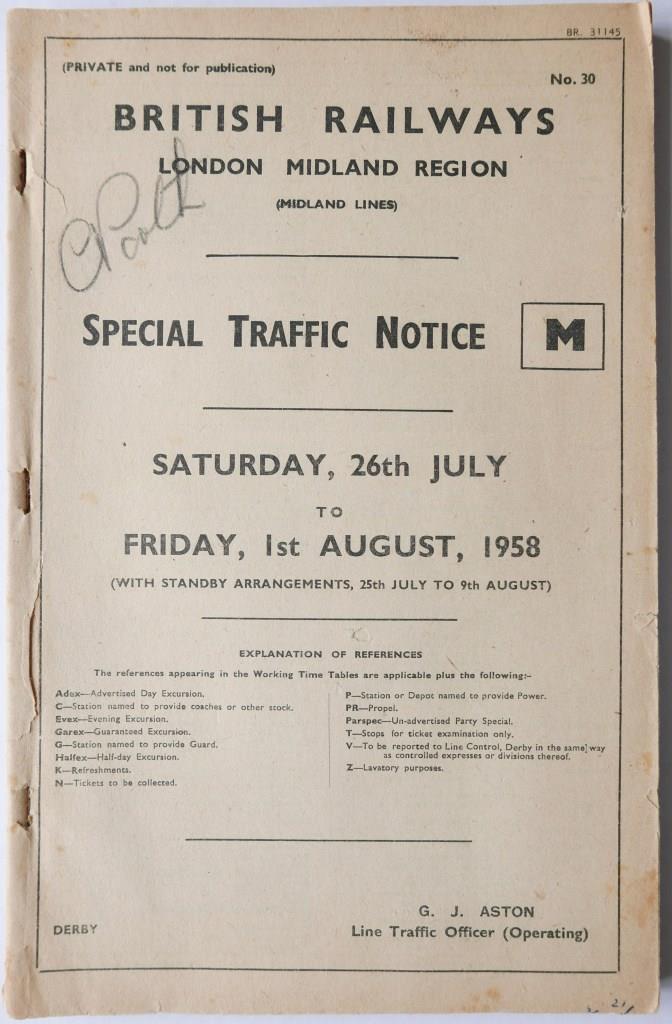 BR. 31145
(PRIVATE and not for publication)
No. 30
BRITISH RAILWAYS
LONDON MIDLAND REGION
(MIDLAND LINES)
SPECIAL TRAFFIC NOTICE
M
SATURDAY, 26th JULY
TO
FRIDAY, 1st AUGUST, 1958
(WITH STANDBY ARRANGEMENTS, 25th JULY TO 9th AUGUST)
EXPLANATION OF REFERENCES
The references appearing in the Working Time Tables are applicable plus the following:-
Adex—Advertised Day Excursion.
C—Station named to provide coaches or other stock.
Evex—Evening Excursion.
Garex—Guaranteed Excursion.
G—Station named to provide Guard.
Halfex—Half-day Excursion.
K—Refreshments.
N—Tickets to be collected.
P—Station or Depot named to provide Power.
PR—Propel.
Parspec—Un-advertised Party Special.
T—Stops for ticket examination only.
V—To be reported to Line Control, Derby in the same way
as controlled expresses or divisions thereof.
Z—Lavatory purposes.
G. J. ASTON
DERBY
Line Traffic Officer (Operating)